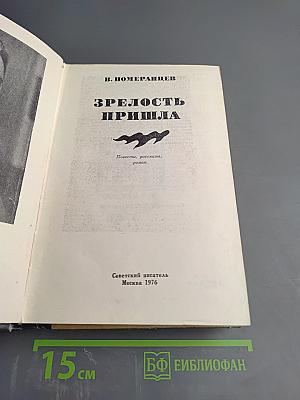 И. ПОМЕРАНЦЕВ
ЗРЕЛОСТЬ
ПРИШЛА
Повести, рассказы,
роман
Советский писатель
Москва 1976
15 см
БФ БИБЛИОФАН